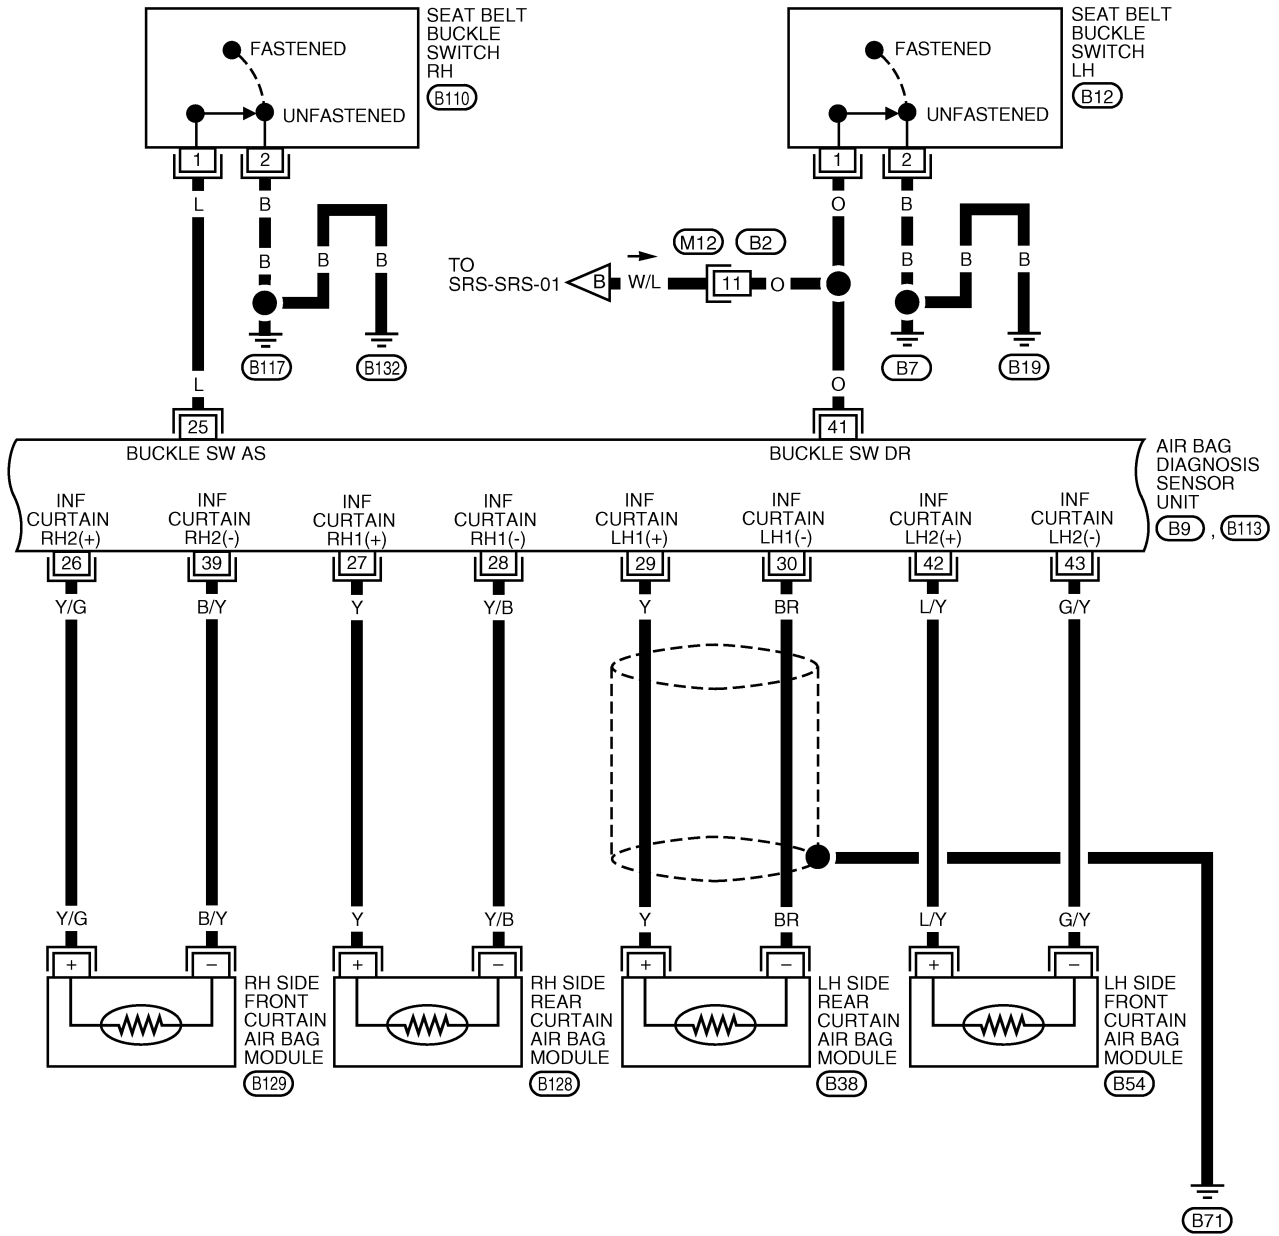 SEAT BELT
BUCKLE
SWITCH
RH
B110
FASTENED
UNFASTENED
1
2
SEAT BELT
BUCKLE
SWITCH
LH
B12
FASTENED
UNFASTENED
1
2
L
B
B
B
B
B117
B132
L
25
O
B
B
B
B
B7
B19
TO
SRS-SRS-01
B
W/L
M12
B2
11
O
O
41
BUCKLE SW AS
BUCKLE SW DR
AIR BAG
DIAGNOSIS
SENSOR
UNIT
B9 , B113
INF
CURTAIN
RH2(+)
INF
CURTAIN
RH2(-)
INF
CURTAIN
RH1(+)
INF
CURTAIN
RH1(-)
INF
CURTAIN
LH1(+)
INF
CURTAIN
LH1(-)
INF
CURTAIN
LH2(+)
INF
CURTAIN
LH2(-)
26
39
27
28
29
30
42
43
Y/G
B/Y
Y
Y/B
Y
BR
L/Y
G/Y
Y/G
B/Y
Y
Y/B
Y
BR
L/Y
G/Y
+
−
+
−
+
−
+
−
RH SIDE
FRONT
CURTAIN
AIR BAG
MODULE
B129
RH SIDE
REAR
CURTAIN
AIR BAG
MODULE
B128
LH SIDE
REAR
CURTAIN
AIR BAG
MODULE
B38
LH SIDE
FRONT
CURTAIN
AIR BAG
MODULE
B54
B71